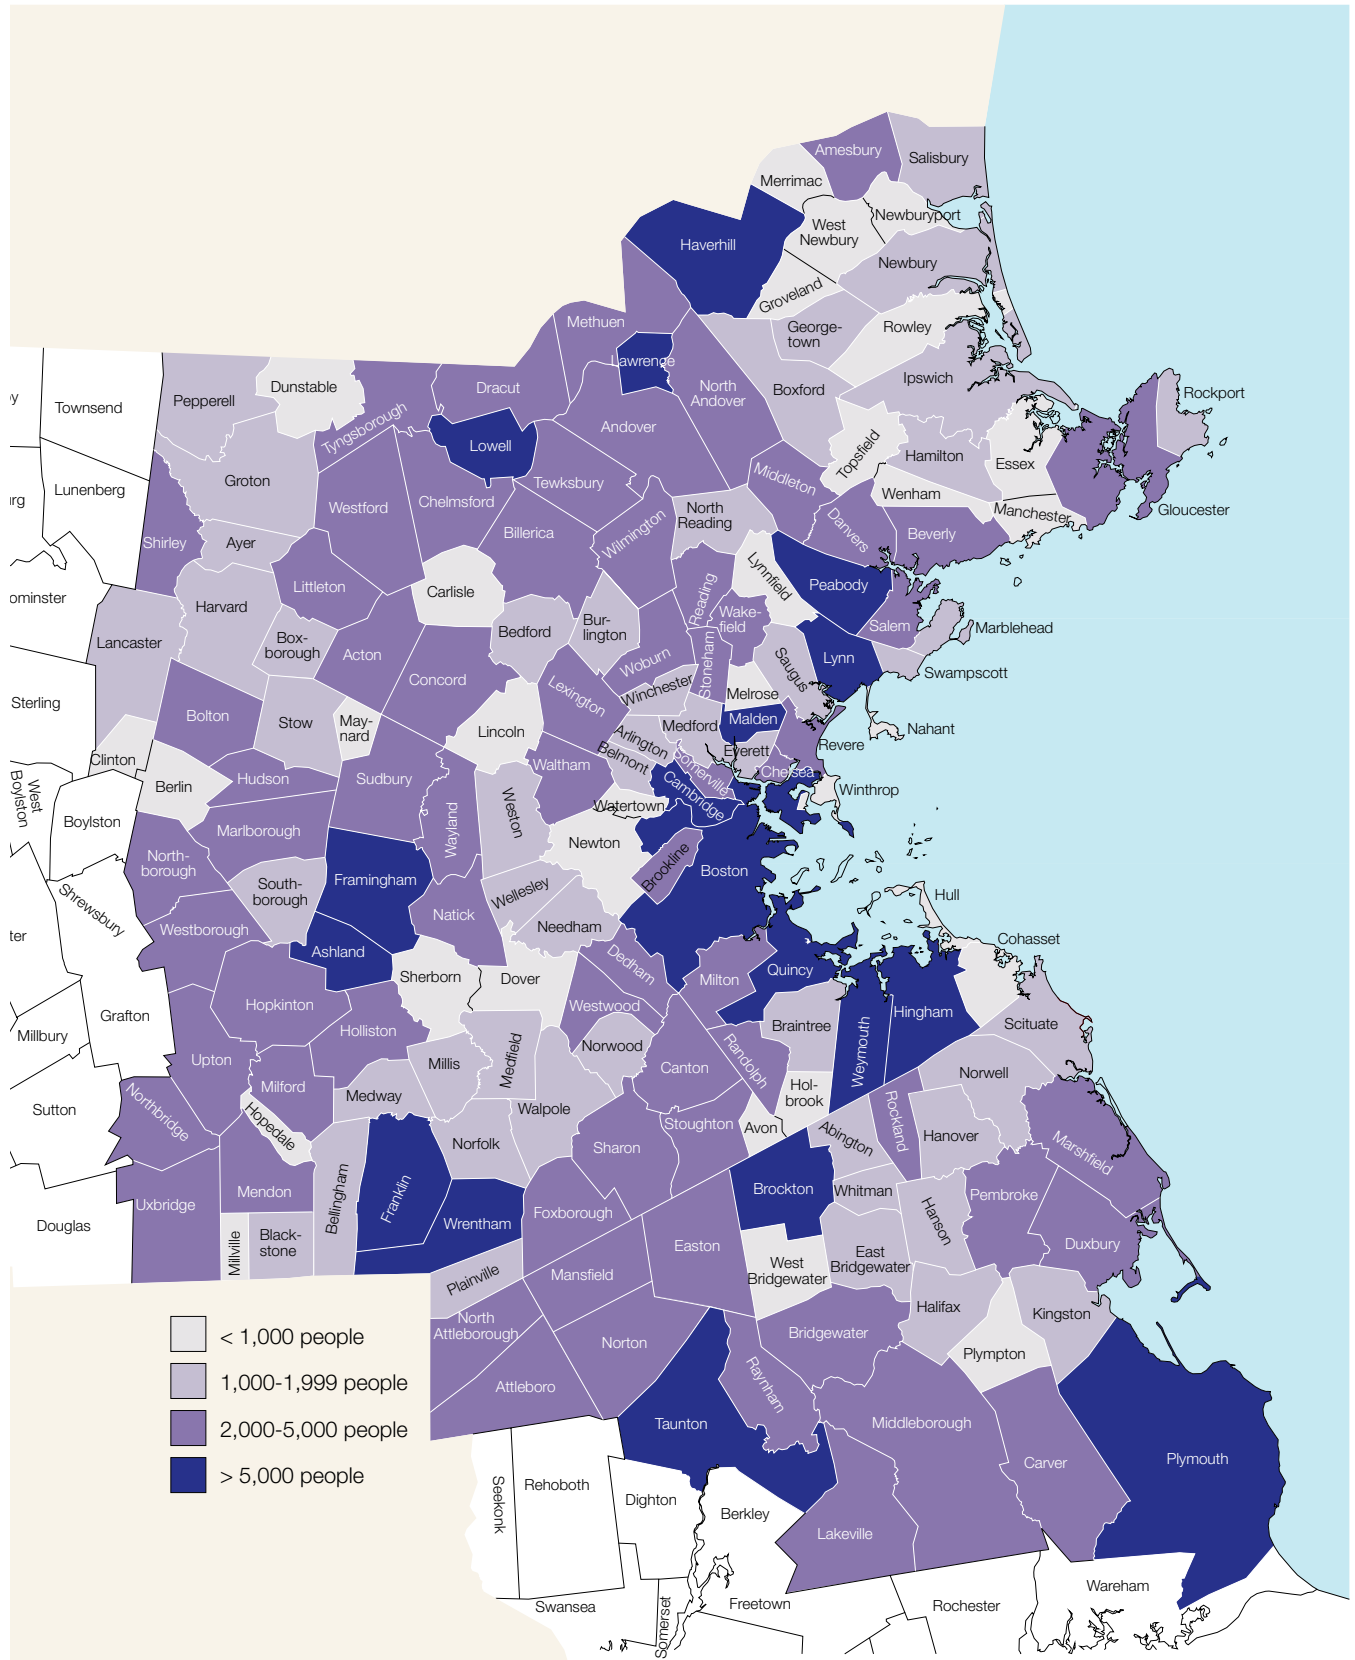 Amesbury
Salisbury
Merrimac
Newburyport
West
Newbury
Haverhill
Newbury
Groveland
Methuen
George-
town
Rowley
Lawrence
Ipswich
Dunstable
Dracut
North
Andover
Boxford
Rockport
Pepperell
Townsend
Tyngsborough
Andover
Lowell
Topsfield
Hamilton
Essex
Groton
Lunenberg
Tewksbury
Middleton
Wenham
Westford
Chelmsford
North
Reading
Manchester
Gloucester
Billerica
Wilmington
Danvers
Beverly
Shirley
Ayer
Littleton
Carlisle
Lynnfield
Peabody
ominster
Harvard
Reading
Wake-
field
Salem
Marblehead
Lancaster
Box-
borough
Bedford
Bur-
lington
Acton
Woburn
Stoneham
Saugus
Lynn
Swampscott
Concord
Lexington
Winchester
Melrose
Sterling
Bolton
Stow
May-
nard
Lincoln
Medford
Malden
Nahant
Arlington
Everett
Revere
Clinton
Belmont
Somerville
Chelsea
Berlin
Hudson
Sudbury
Waltham
Cambridge
Winthrop
West
Boylston
Boylston
Watertown
Marlborough
Wayland
Weston
Newton
North-
borough
Framingham
Brookline
Boston
South-
borough
Wellesley
Hull
Shrewsbury
Natick
Needham
ter
Westborough
Ashland
Cohasset
Sherborn
Dover
Dedham
Milton
Quincy
Grafton
Hopkinton
Westwood
Hingham
Millbury
Holliston
Braintree
Scituate
Upton
Norwood
Weymouth
Millis
Medfield
Canton
Randolph
Milford
Norwell
Sutton
Northbridge
Medway
Walpole
Hol-
brook
Hopedale
Stoughton
Avon
Abington
Rockland
Hanover
Norfolk
Sharon
Marshfield
Mendon
Bellingham
Franklin
Brockton
Whitman
Pembroke
Uxbridge
Wrentham
Foxborough
Hanson
Douglas
Millville
Black-
stone
Easton
Duxbury
East
Bridgewater
West
Bridgewater
Plainville
Mansfield
Halifax
Kingston
North
Attleborough
Norton
Bridgewater
Plympton
Attleboro
Raynham
Taunton
Middleborough
Carver
Plymouth
Seekonk
Rehoboth
Dighton
Berkley
Lakeville
Swansea
Somerset
Freetown
Rochester
Wareham
< 1,000 people
1,000-1,999 people
2,000-5,000 people
> 5,000 people